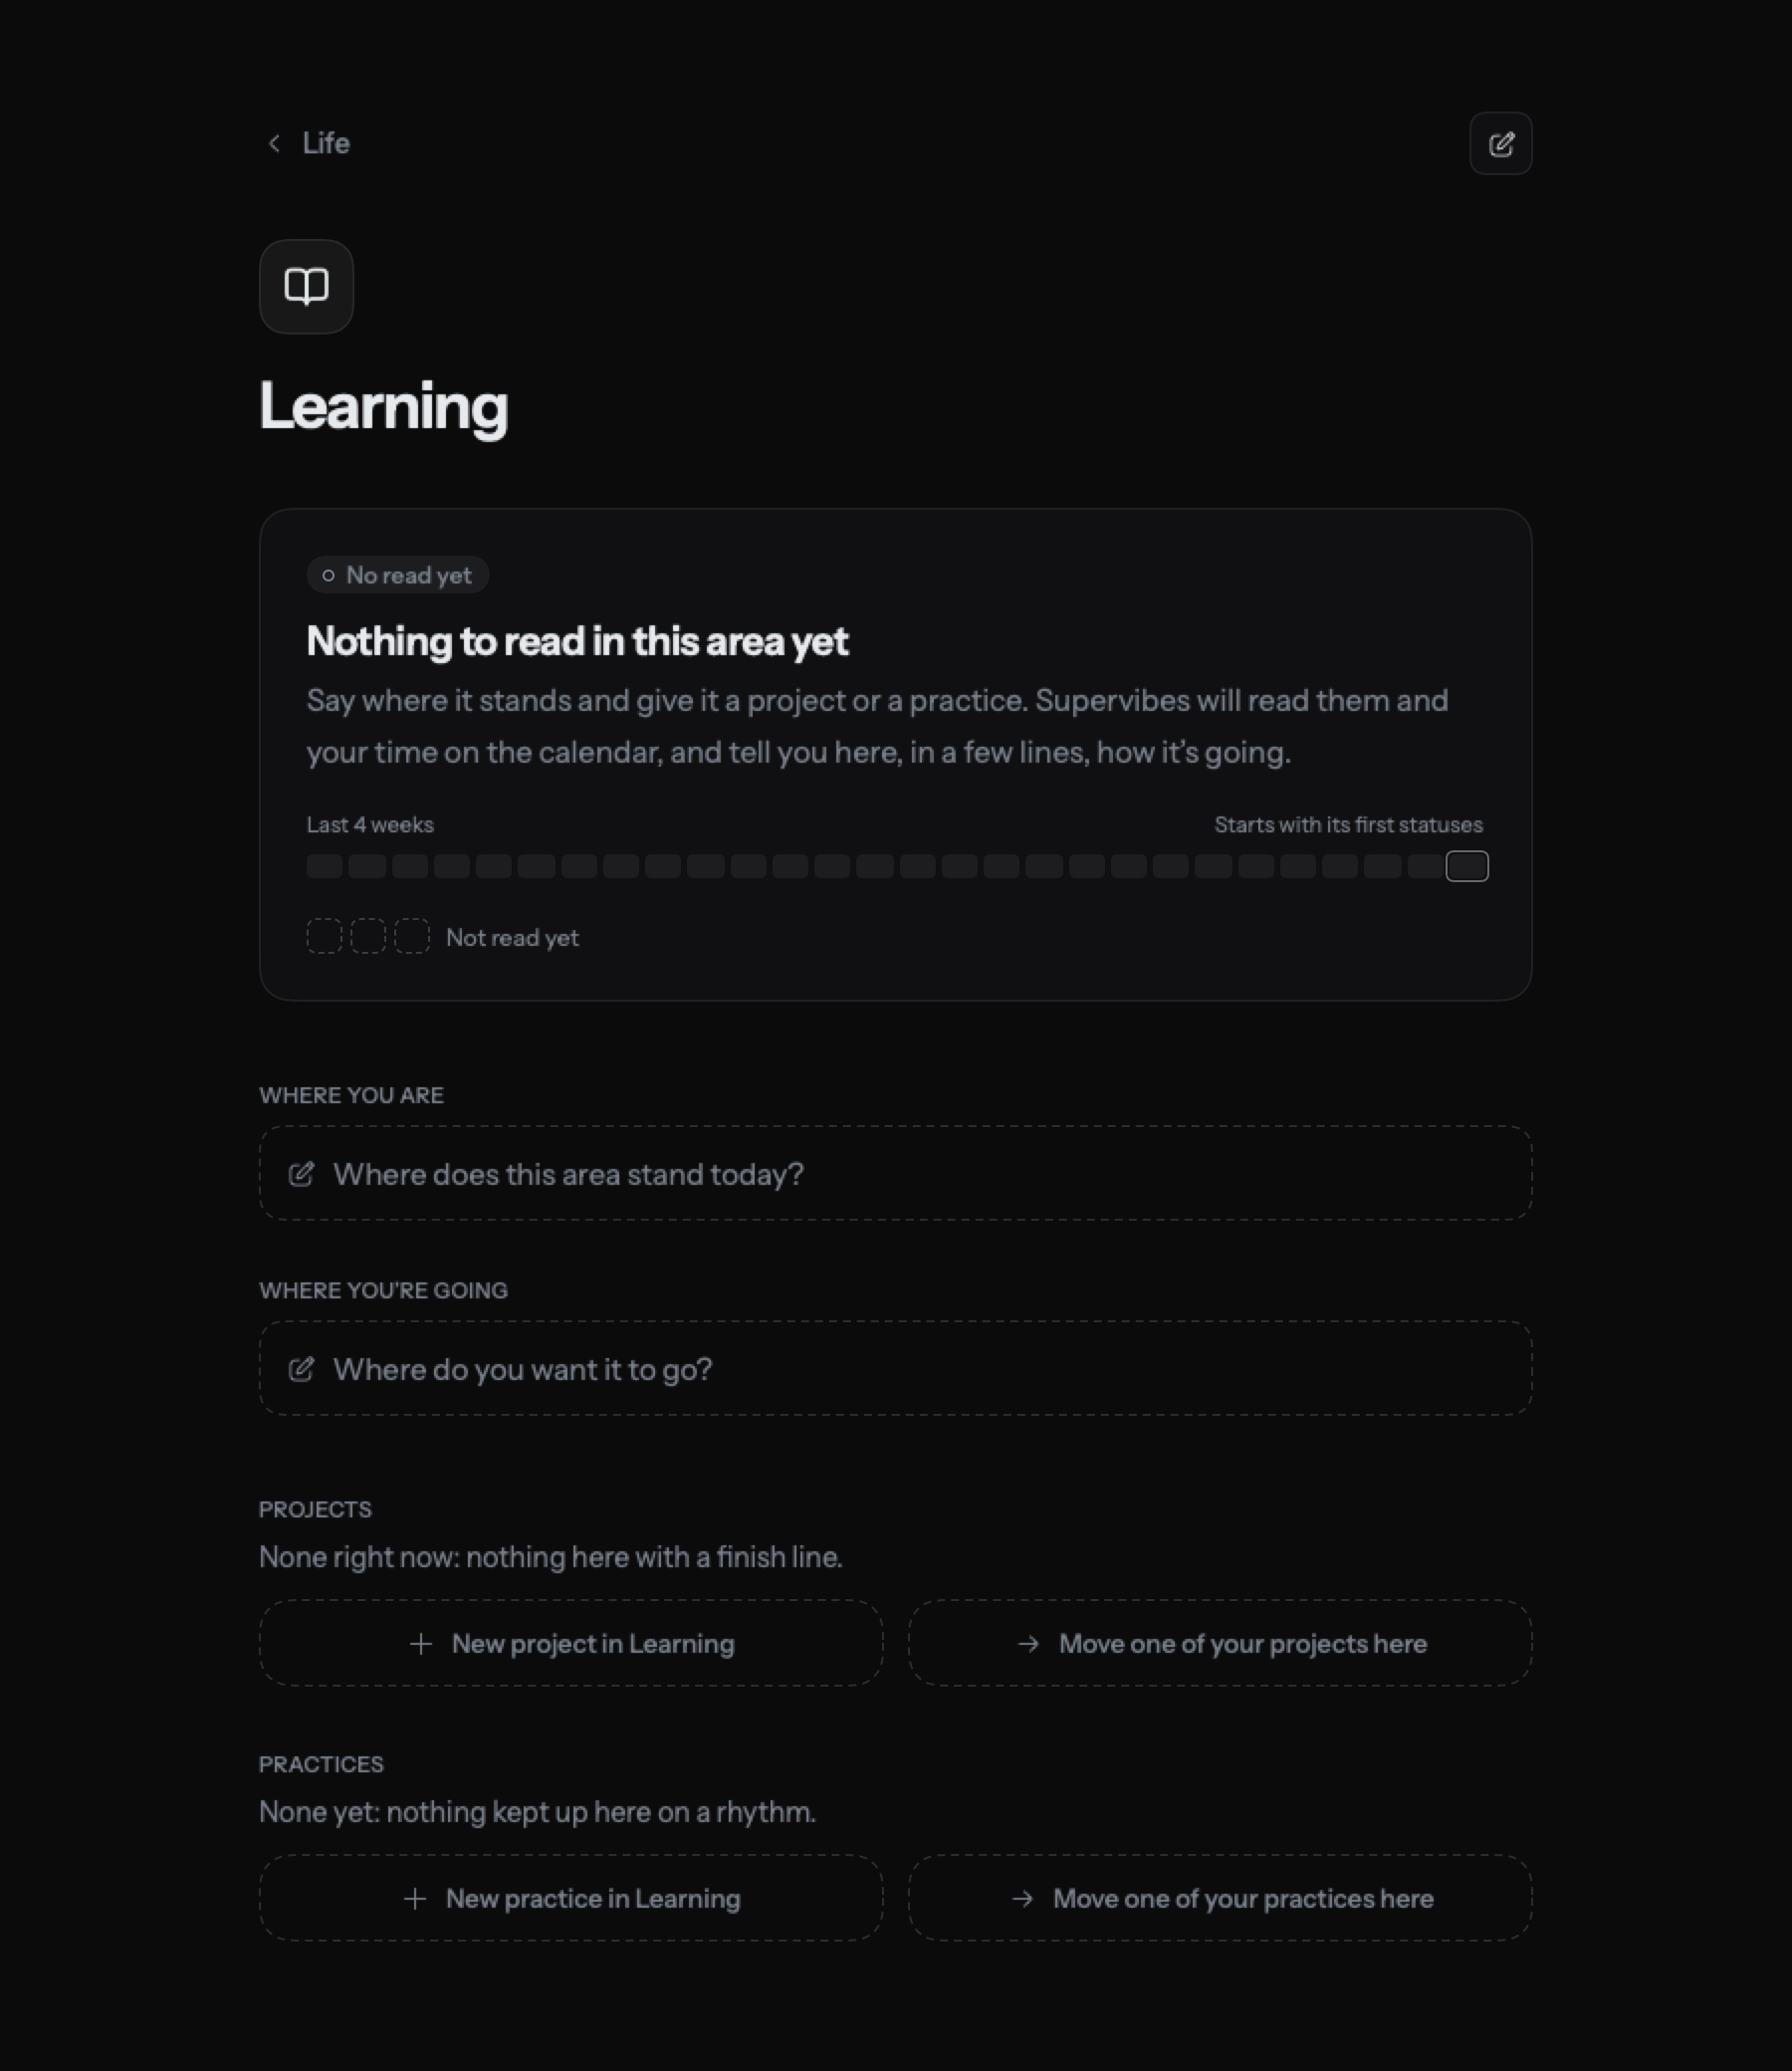 Life
Learning
No read yet
Nothing to read in this area yet
Say where it stands and give it a project or a practice. Supervibes will read them and
your time on the calendar, and tell you here, in a few lines, how it’s going.
Last 4 weeks
Starts with its first statuses
Not read yet
WHERE YOU ARE
Where does this area stand today?
WHERE YOU'RE GOING
Where do you want it to go?
PROJECTS
None right now: nothing here with a finish line.
New project in Learning
Move one of your projects here
PRACTICES
None yet: nothing kept up here on a rhythm.
New practice in Learning
Move one of your practices here